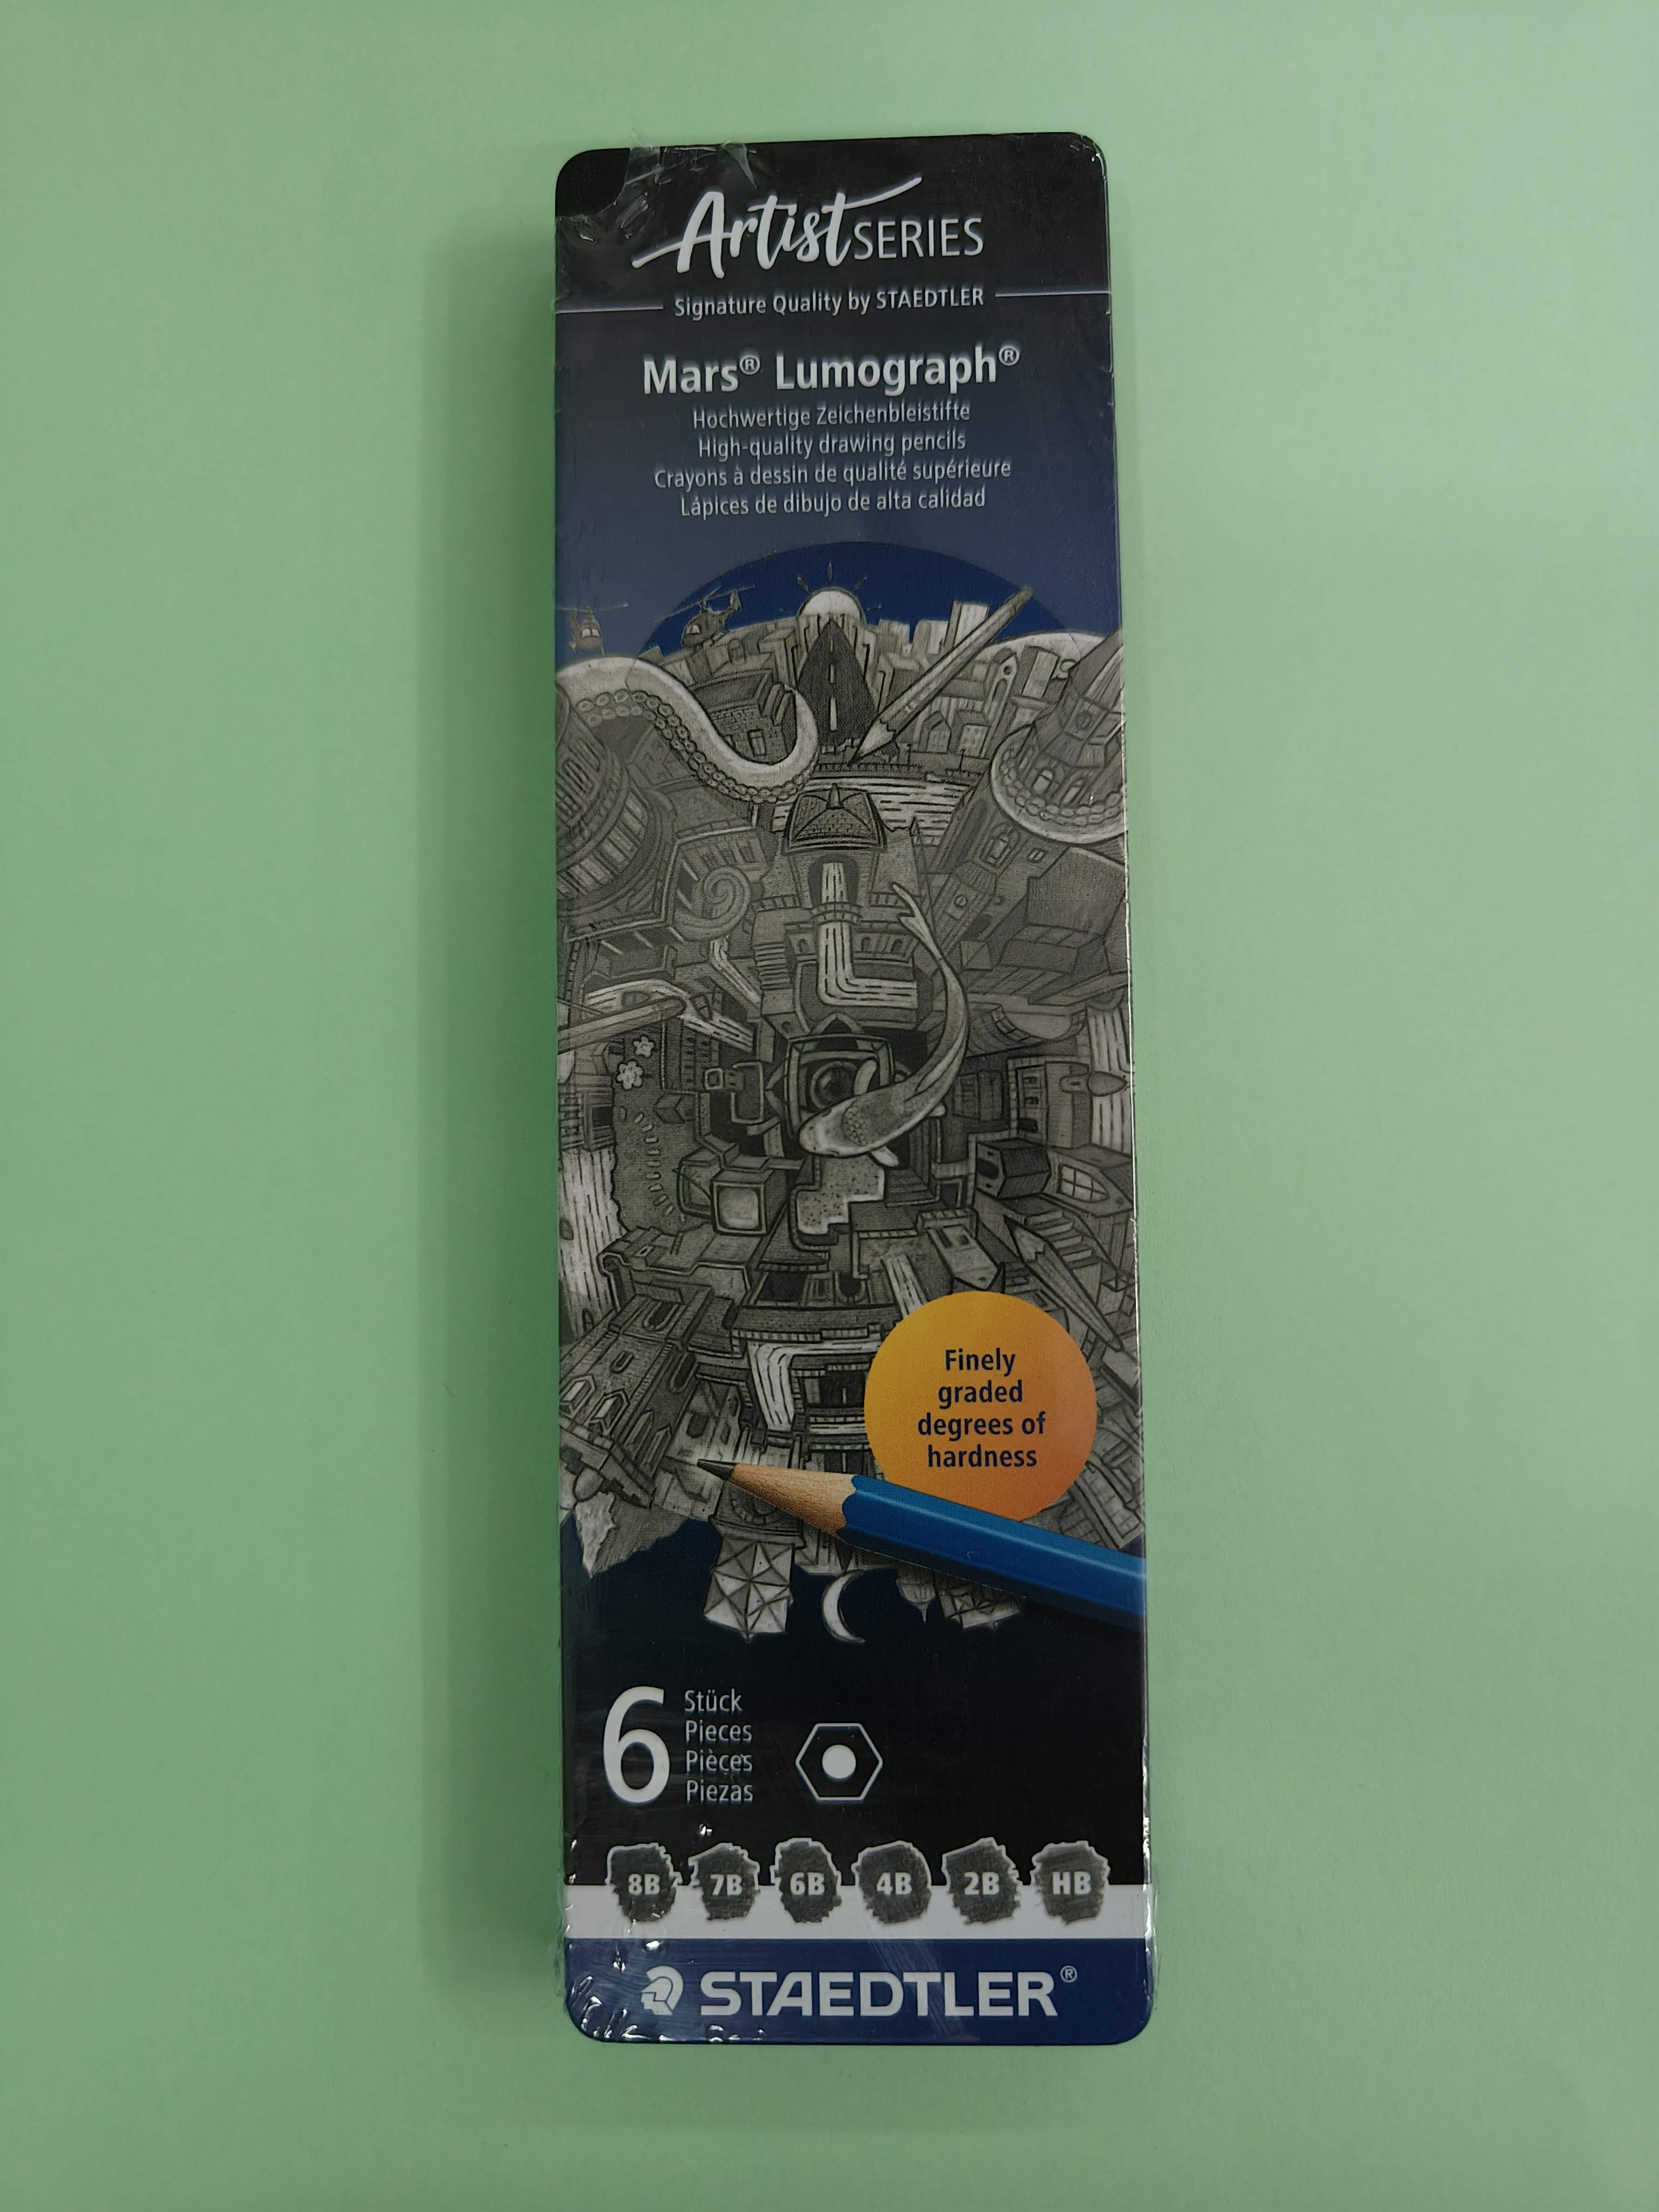 Artist SERIES
Signature Quality by STAEDTLER
Mars® Lumograph®
Hochwertige Zeichenbleistifte
High-quality drawing pencils
Crayons à dessin de qualité supérieure
Lápices de dibujo de alta calidad
Finely
graded
degrees of
hardness
6
Stück
Pieces
Pièces
Piezas
8B 7B 6B 4B 2B HB
STAEDTLER®